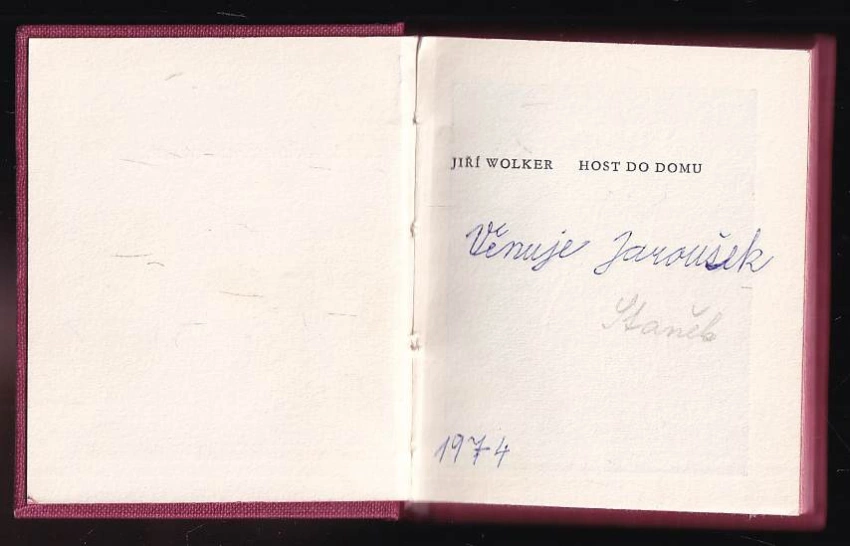 JIŘÍ WOLKER HOST DO DOMU
Věnuje Jaroušek
Staněk
1974